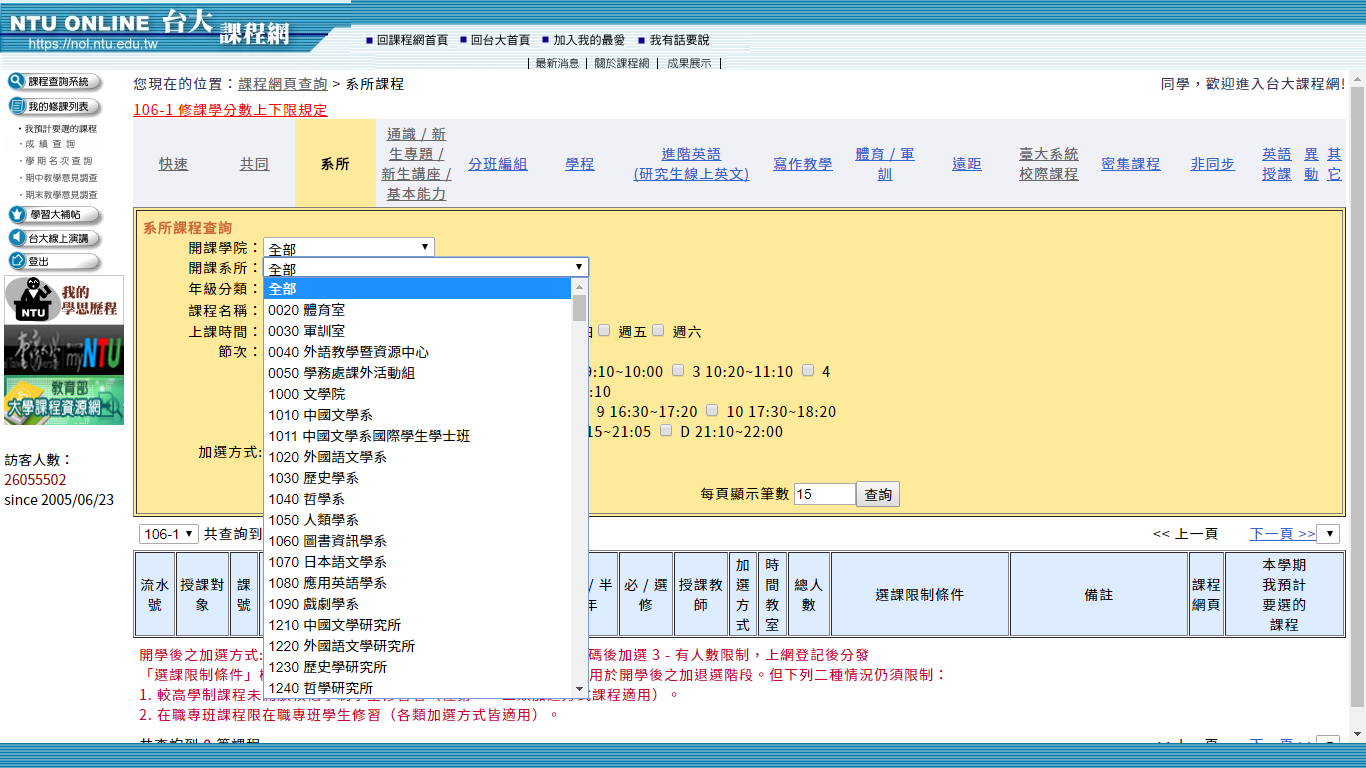 NTU ONLINE 台大課程網
https://nol.ntu.edu.tw
回課程網首頁 回台大首頁 加入我的最愛 我有話要說
| 最新消息 | 關於課程網 | 成果展示 |
課程查詢系統
我的修課列表
・我預計要選的課程
・成績查詢
・學期名次查詢
・期中教學意見調查
・期末教學意見調查
學習大補帖
台大線上演講
登出
我的學思歷程
NTU
myNTU
教育部
大學課程資源網
訪客人數：
26055502
since 2005/06/23
您現在的位置：課程網頁查詢 > 系所課程
同學，歡迎進入台大課程網!
106-1 修課學分數上下限規定
快速
共同
系所
通識 / 新生專題 / 新生講座 / 基本能力
分班編組
學程
進階英語(研究生線上英文)
寫作教學
體育 / 軍訓
遠距
臺大系統校際課程
密集課程
非同步
英語授課
異動
其它
系所課程查詢
開課學院： 全部
開課系所： 全部
年級分類：
課程名稱：
上課時間：
週五 週六
節次：
9:10~10:00 3 10:20~11:10 4
:10
9 16:30~17:20 10 17:30~18:20
15~21:05 D 21:10~22:00
加選方式:
全部
0020 體育室
0030 軍訓室
0040 外語教學暨資源中心
0050 學務處課外活動組
1000 文學院
1010 中國文學系
1011 中國文學系國際學生學士班
1020 外國語文學系
1030 歷史學系
1040 哲學系
1050 人類學系
1060 圖書資訊學系
1070 日本語文學系
1080 應用英語學系
1090 戲劇學系
1210 中國文學研究所
1220 外國語文學研究所
1230 歷史學研究所
1240 哲學研究所
每頁顯示筆數 15 查詢
106-1 共查詢到
<< 上一頁 下一頁 >>
流水號
授課對象
課號
/ 半年
必 / 選修
授課教師
加選方式
時間教室
總人數
選課限制條件
備註
課程網頁
本學期我預計要選的課程
開學後之加選方式: 碼後加選 3 - 有人數限制，上網登記後分發
「選課限制條件」 用於開學後之加退選階段。但下列二種情況仍須限制：
1. 較高學制課程未 課程適用）。
2. 在職專班課程限在職專班學生修習（各類加選方式皆適用）。